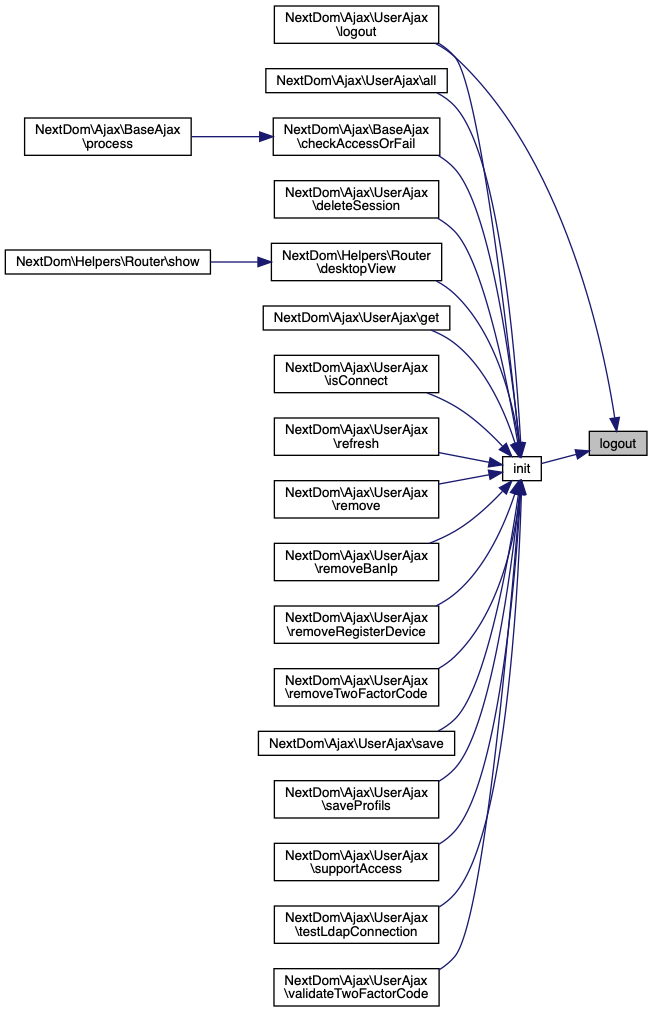 NextDom\Ajax\UserAjax
\logout
NextDom\Ajax\UserAjax\all
NextDom\Ajax\BaseAjax
\process
NextDom\Ajax\BaseAjax
\checkAccessOrFail
NextDom\Ajax\UserAjax
\deleteSession
NextDom\Helpers\Router\show
NextDom\Helpers\Router
\desktopView
NextDom\Ajax\UserAjax\get
NextDom\Ajax\UserAjax
\isConnect
NextDom\Ajax\UserAjax
\refresh
logout
init
NextDom\Ajax\UserAjax
\remove
NextDom\Ajax\UserAjax
\removeBanIp
NextDom\Ajax\UserAjax
\removeRegisterDevice
NextDom\Ajax\UserAjax
\removeTwoFactorCode
NextDom\Ajax\UserAjax\save
NextDom\Ajax\UserAjax
\saveProfils
NextDom\Ajax\UserAjax
\supportAccess
NextDom\Ajax\UserAjax
\testLdapConnection
NextDom\Ajax\UserAjax
\validateTwoFactorCode